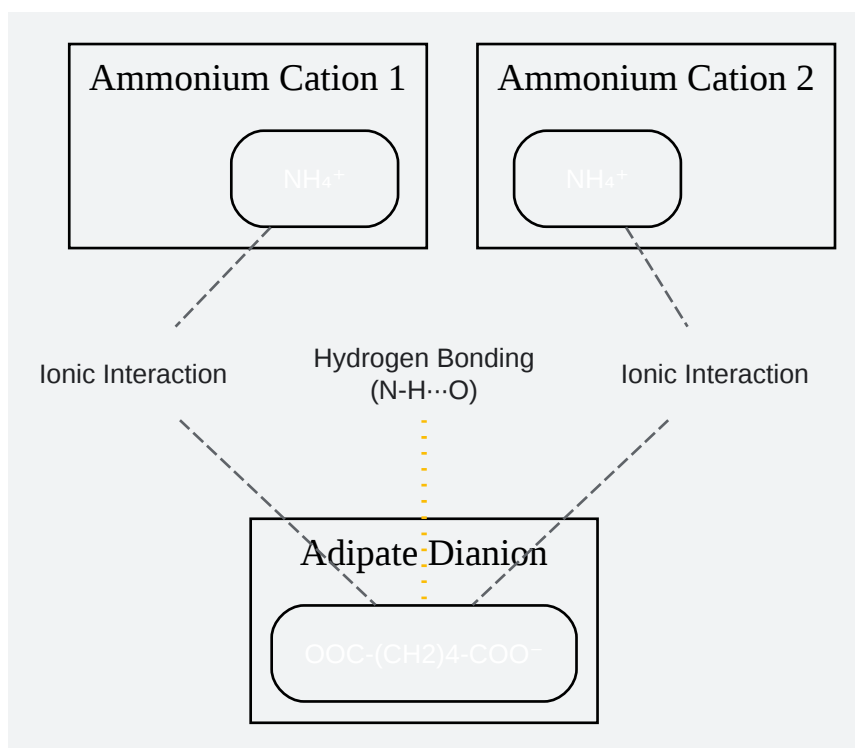 Ammonium Cation 1
Ammonium Cation 2
NH₄⁺
NH₄⁺
Ionic Interaction
Hydrogen Bonding
(N-H···O)
Ionic Interaction
Adipate Dianion
OOC-(CH2)4-COO⁻